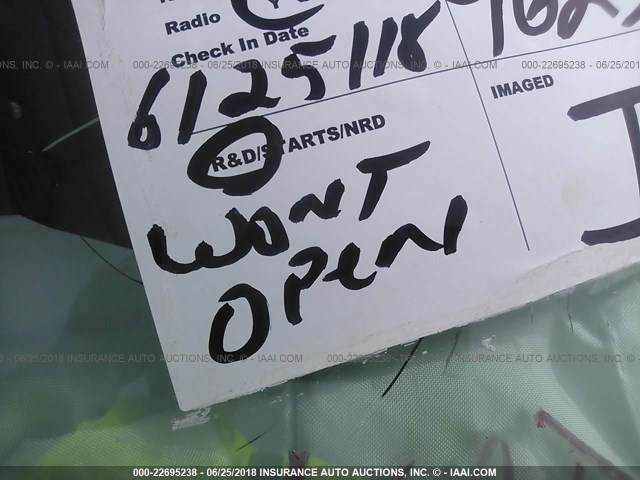 Radio Y
Check In Date
6/25/18
IMAGED
R&D/STARTS/NRD
WONT
OPEN
000-22695238 - 06/25/2018 INSURANCE AUTO AUCTIONS, INC. - © IAAI.COM